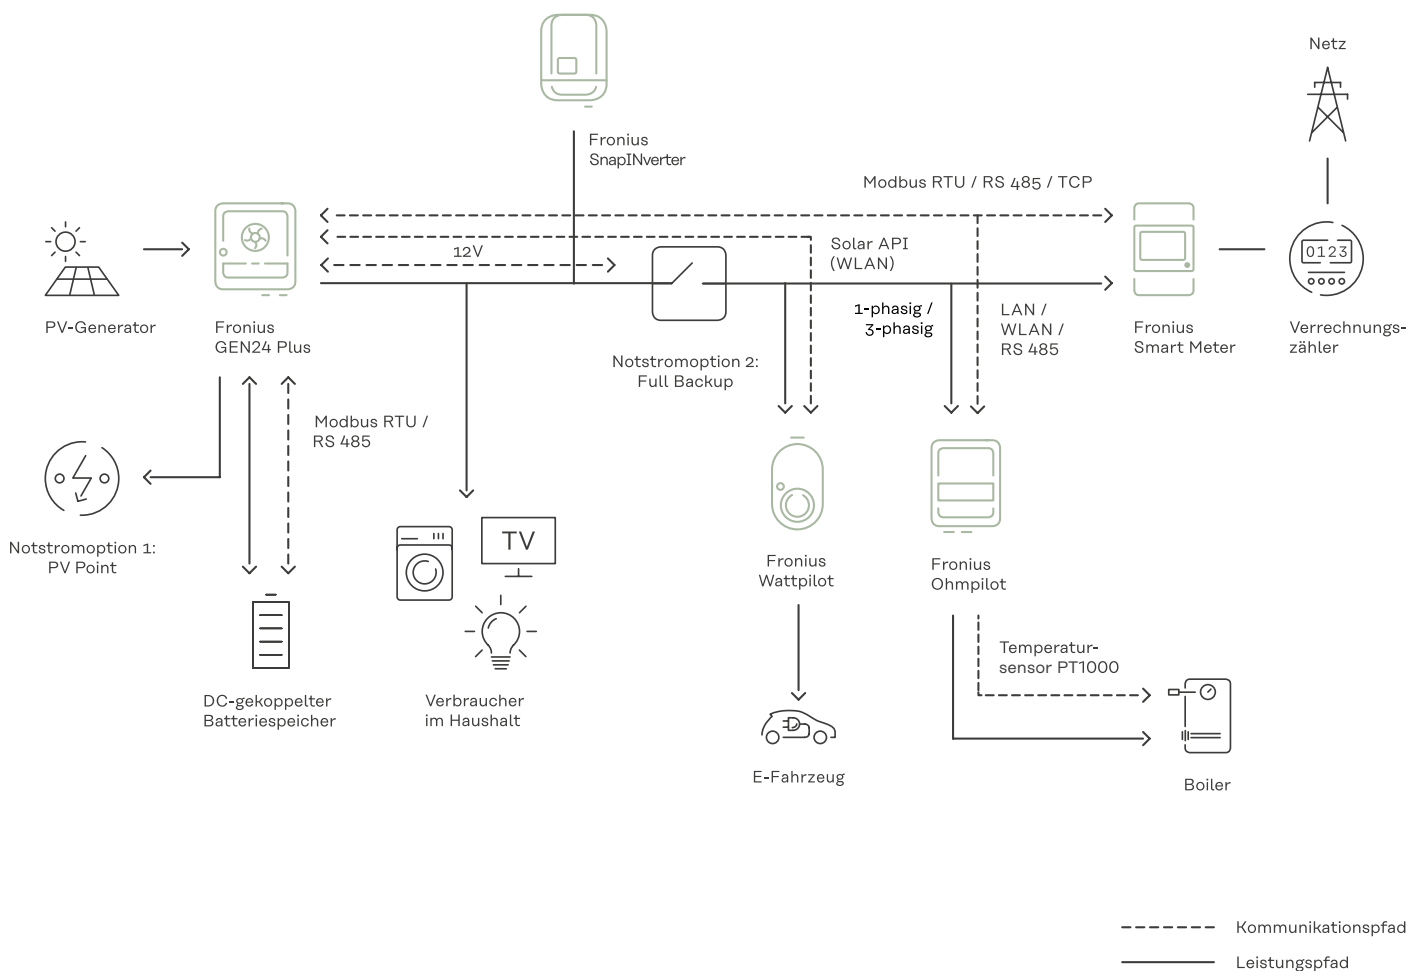 Netz
Fronius
SnapINverter
Modbus RTU / RS 485 / TCP
Solar API
(WLAN)
12V
0123
PV-Generator
Fronius
GEN24 Plus
1-phasig /
3-phasig
LAN /
WLAN /
RS 485
Fronius
Smart Meter
Verrechnungs-
zähler
Notstromoption 2:
Full Backup
Modbus RTU /
RS 485
TV
Notstromoption 1:
PV Point
Fronius
Wattpilot
Fronius
Ohmpilot
Temperatur-
sensor PT1000
DC-gekoppelter
Batteriespeicher
Verbraucher
im Haushalt
E-Fahrzeug
Boiler
Kommunikationspfad
Leistungspfad